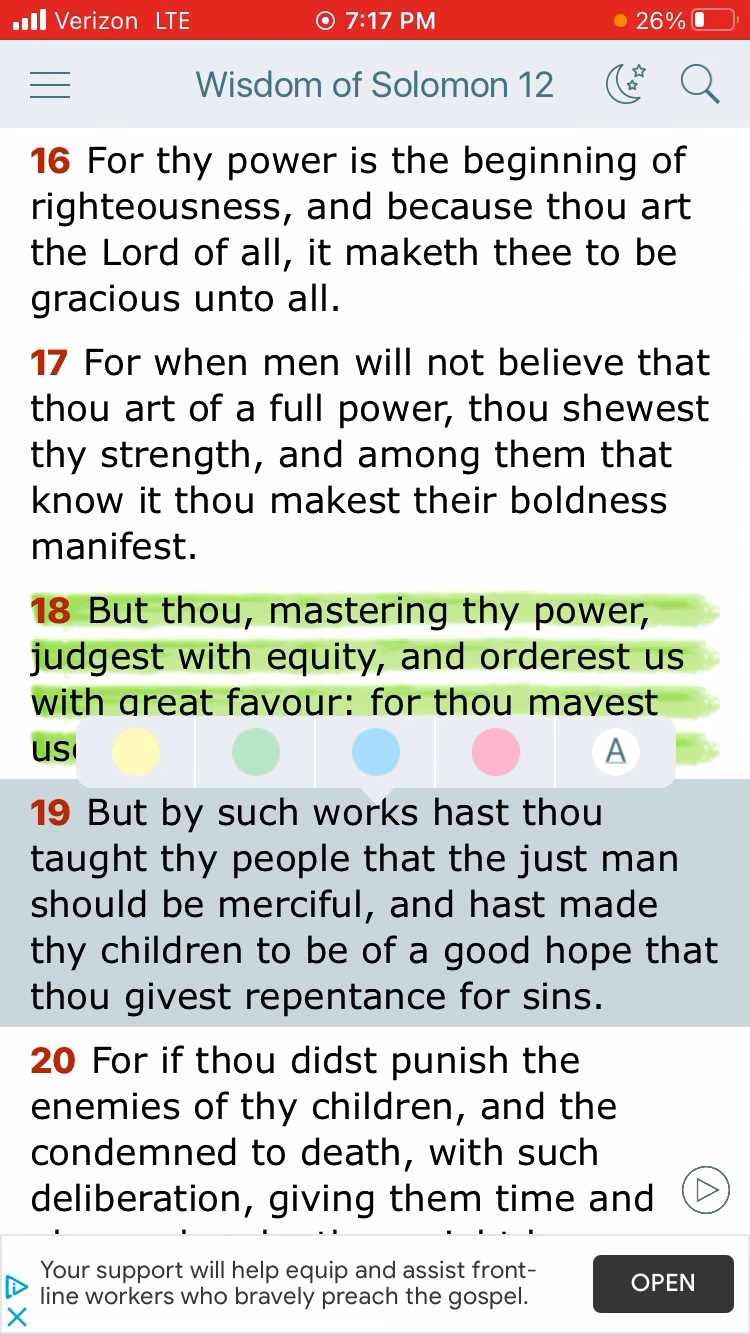 Verizon LTE 7:17 PM 26%
Wisdom of Solomon 12
16 For thy power is the beginning of
righteousness, and because thou art
the Lord of all, it maketh thee to be
gracious unto all.
17 For when men will not believe that
thou art of a full power, thou shewest
thy strength, and among them that
know it thou makest their boldness
manifest.
18 But thou, mastering thy power,
judgest with equity, and orderest us
with great favour: for thou mayest
A
19 But by such works hast thou
taught thy people that the just man
should be merciful, and hast made
thy children to be of a good hope that
thou givest repentance for sins.
20 For if thou didst punish the
enemies of thy children, and the
condemned to death, with such
deliberation, giving them time and
Your support will help equip and assist front-
line workers who bravely preach the gospel.
OPEN